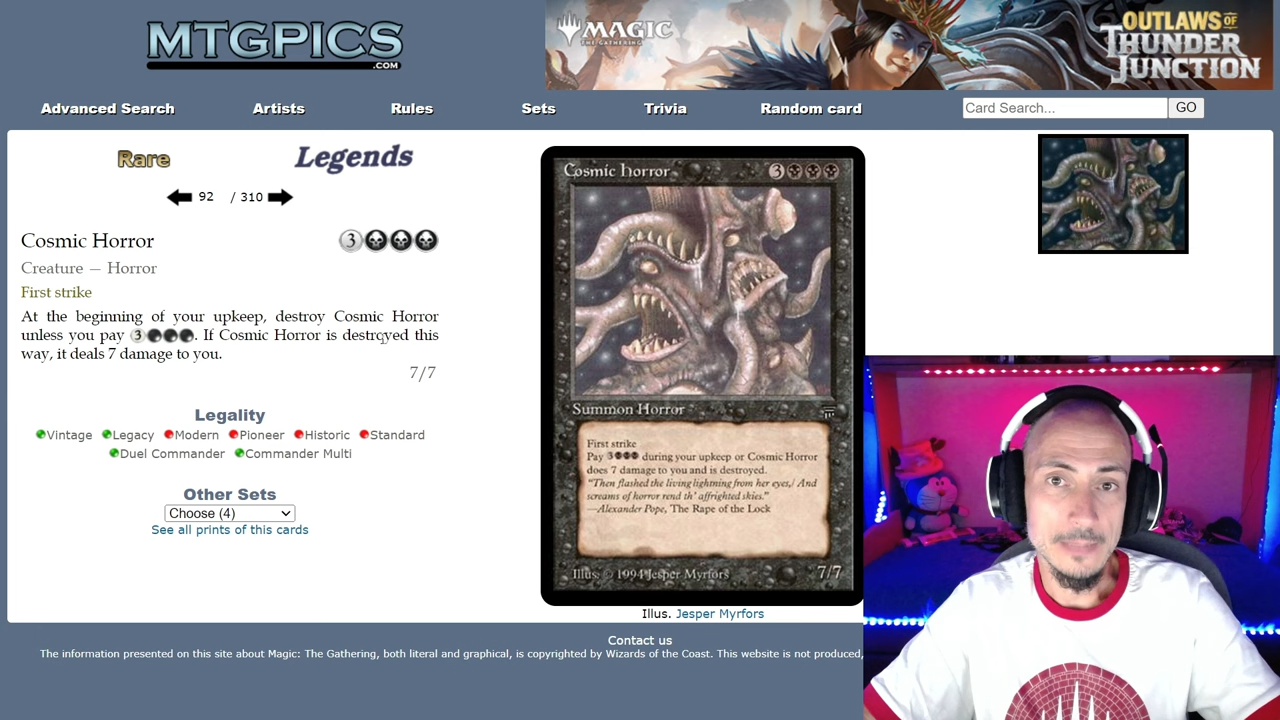 MTGPICS
.COM
MAGIC
THE GATHERING
OUTLAWS OF
THUNDER
JUNCTION
Advanced Search Artists Rules Sets Trivia Random card Card Search... GO
Rare Legends
92 / 310
Cosmic Horror 3
Creature — Horror
First strike
At the beginning of your upkeep, destroy Cosmic Horror
unless you pay 3. If Cosmic Horror is destroyed this
way, it deals 7 damage to you.
7/7
Legality
Vintage Legacy Modern Pioneer Historic Standard
Duel Commander Commander Multi
Other Sets
Choose (4)
See all prints of this cards
Cosmic Horror 3
Summon Horror
First strike
Pay 3 during your upkeep or Cosmic Horror
does 7 damage to you and is destroyed.
"Then flashed the living lightning from her eyes,/ And
screams of horror rend th' affrighted skies."
—Alexander Pope, The Rape of the Lock
Illus. © 1994 Jesper Myrfors 7/7
Illus. Jesper Myrfors
Contact us
The information presented on this site about Magic: The Gathering, both literal and graphical, is copyrighted by Wizards of the Coast. This website is not produced,